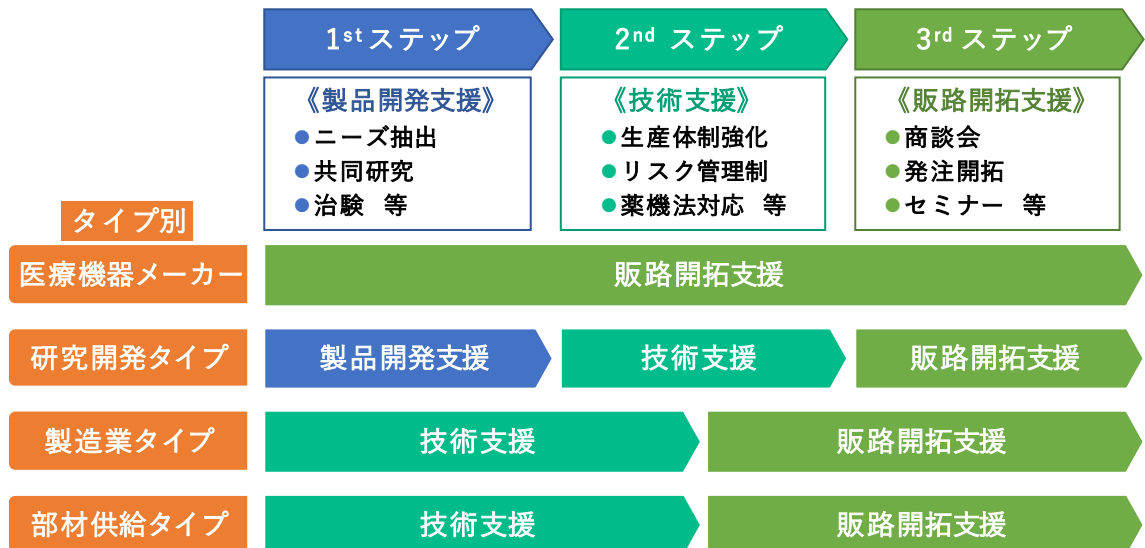 1st ステップ
2nd ステップ
3rd ステップ
《製品開発支援》
●ニーズ抽出
●共同研究
●治験 等
《技術支援》
●生産体制強化
●リスク管理制
●薬機法対応 等
《販路開拓支援》
●商談会
●発注開拓
●セミナー 等
タイプ別
医療機器メーカー
販路開拓支援
研究開発タイプ
製品開発支援
技術支援
販路開拓支援
製造業タイプ
技術支援
販路開拓支援
部材供給タイプ
技術支援
販路開拓支援